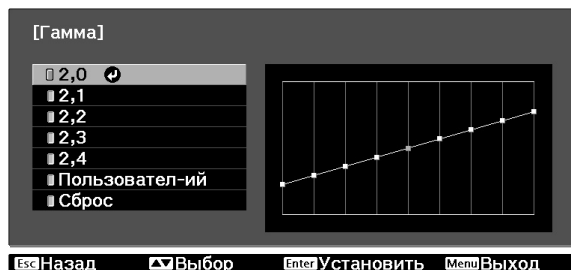 [Гамма]
2,0
2,1
2,2
2,3
2,4
Пользовател-ий
Сброс
Esc Назад Выбор Enter Установить Menu Выход